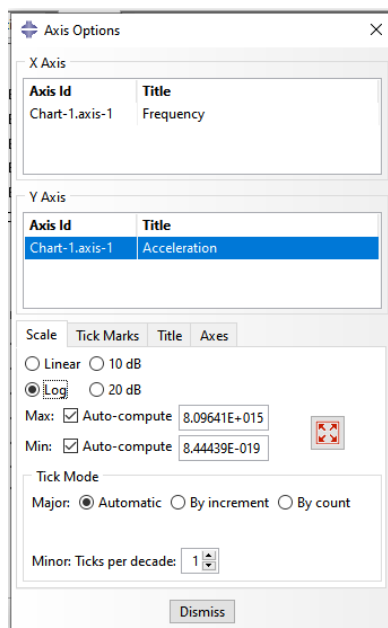 Axis Options
X Axis
Axis Id Title
Chart-1.axis-1 Frequency
Y Axis
Axis Id Title
Chart-1.axis-1 Acceleration
Scale Tick Marks Title Axes
Linear 10 dB
Log 20 dB
Max: Auto-compute 8.09641E+015
Min: Auto-compute 8.44439E-019
Tick Mode
Major: Automatic By increment By count
Minor: Ticks per decade: 1
Dismiss